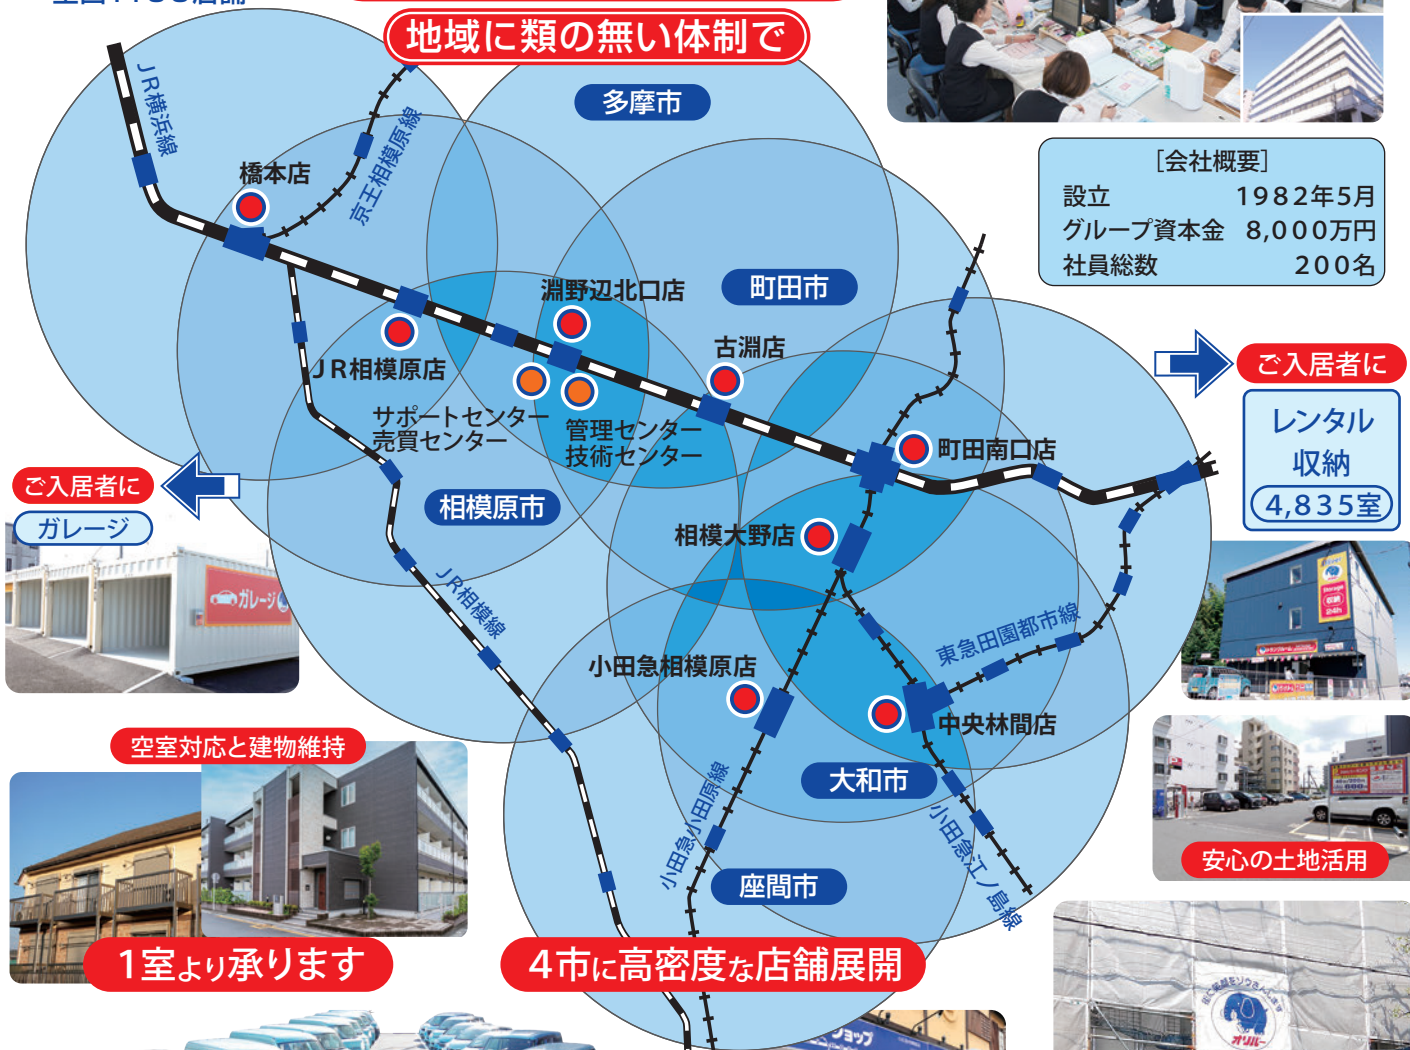 地域に類の無い体制で
多摩市
JR横浜線
京王相模原線
橋本店
[会社概要]
設立 1982年5月
グループ資本金 8,000万円
社員総数 200名
淵野辺北口店
町田市
古淵店
JR相模原店
サポートセンター
売買センター
管理センター
技術センター
町田南口店
ご入居者に
レンタル
収納
4,835室
ご入居者に
ガレージ
相模原市
相模大野店
ガレージ
JR相模線
東急田園都市線
小田急相模原店
中央林間店
空室対応と建物維持
大和市
小田急小田原線
小田急江ノ島線
座間市
安心の土地活用
1室より承ります
4市に高密度な店舗展開
オリバー